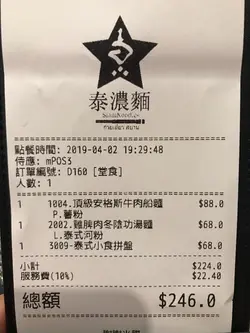 泰濃麵
點餐時間: 2019-04-02 19:29:48
侍應: mPOS3
訂單編號: D160 [堂食]
人數: 1
1 1004.頂級安格斯牛肉船麵 $88.0
P.薯粉
1 2002.雞脾肉冬陰功湯麵 $68.0
L.泰式河粉
1 3009-泰式小食拼盤 $68.0
小計 $224.0
服務費(10%) $22.40
總額 $246.0